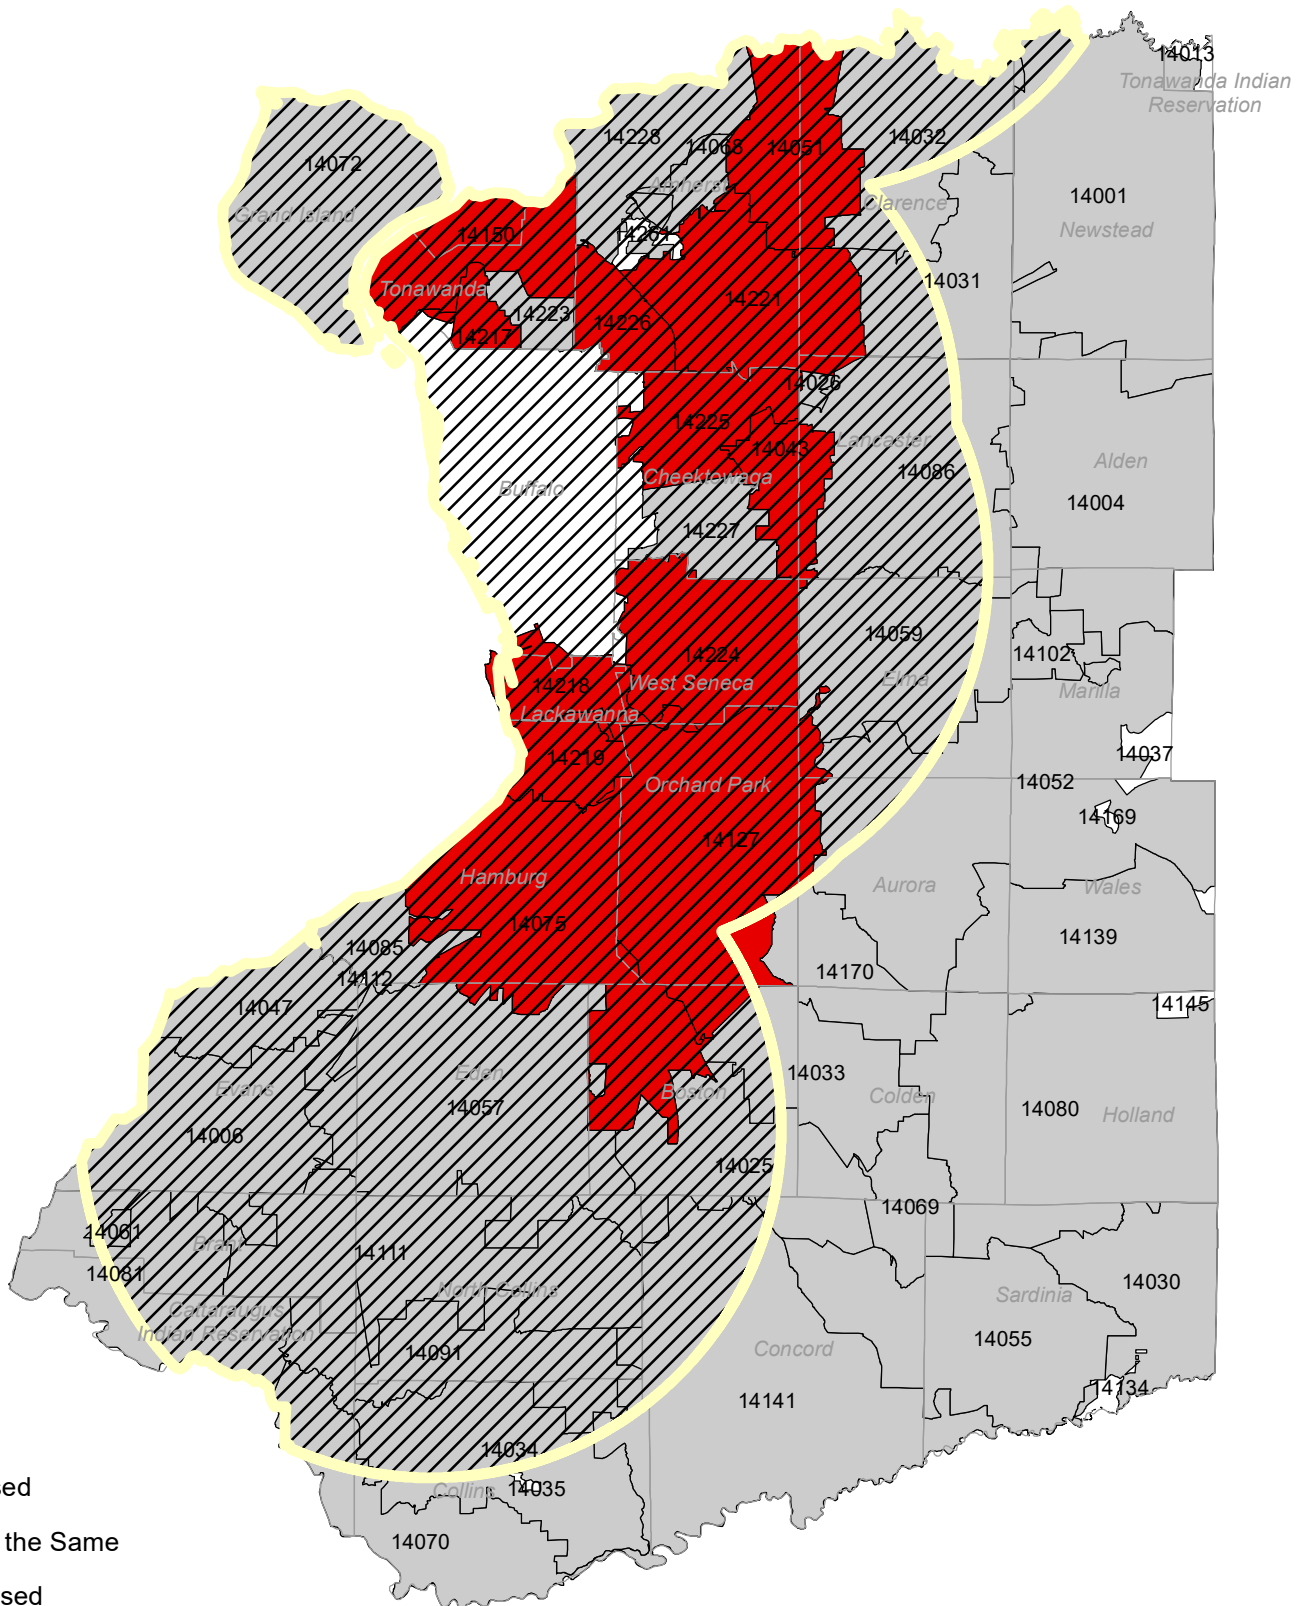 14013
Tonawanda Indian
Reservation
14228
14068
14051
14032
14072
Amherst
14001
Clarence
Grand Island
Newstead
14150
14261
14031
Tonawanda
14221
14223
14226
14217
14026
14225
Lancaster
14043
Alden
14086
Cheektowaga
Buffalo
14004
14227
14059
14102
14224
West Seneca
Elma
14218
Marilla
Lackawanna
14037
14219
14052
Orchard Park
14169
14127
Hamburg
Aurora
Wales
14075
14139
14085
14170
14112
14047
14145
Eden
14033
Evans
Boston
Colden
14057
14080
Holland
14006
14025
14069
14061
Brant
14111
14081
14030
North Collins
Sardinia
Cattaraugus
Indian Reservation
14055
14091
Concord
14134
14141
14034
sed
Collins
14035
the Same
14070
sed